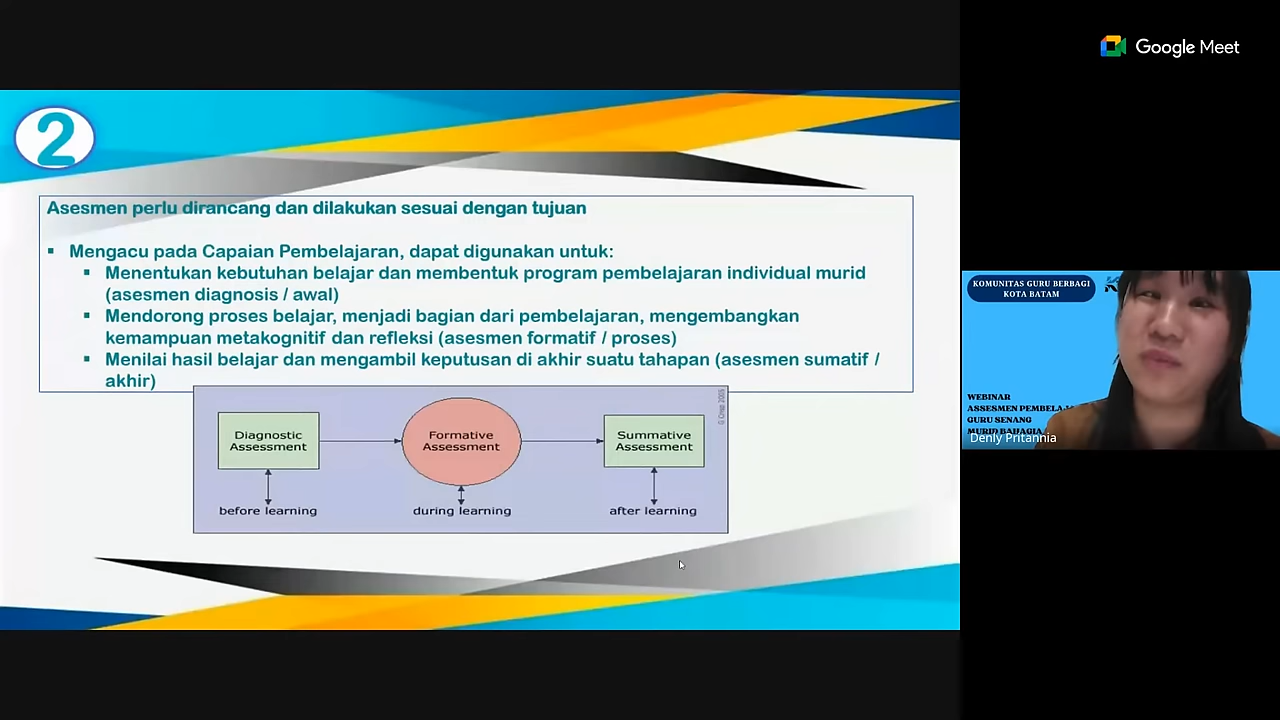 Google Meet
2
Asesmen perlu dirancang dan dilakukan sesuai dengan tujuan
▪ Mengacu pada Capaian Pembelajaran, dapat digunakan untuk:
▪ Menentukan kebutuhan belajar dan membentuk program pembelajaran individual murid
(asesmen diagnosis / awal)
▪ Mendorong proses belajar, menjadi bagian dari pembelajaran, mengembangkan
kemampuan metakognitif dan refleksi (asesmen formatif / proses)
▪ Menilai hasil belajar dan mengambil keputusan di akhir suatu tahapan (asesmen sumatif /
akhir)
Diagnostic
Assessment
Formative
Assessment
Summative
Assessment
before learning
during learning
after learning
KOMUNITAS GURU BERBAGI
KOTA BATAM
WEBINAR
ASSESMEN
GURU SENANG
MURID BAHAGIA
Denly Pritannia